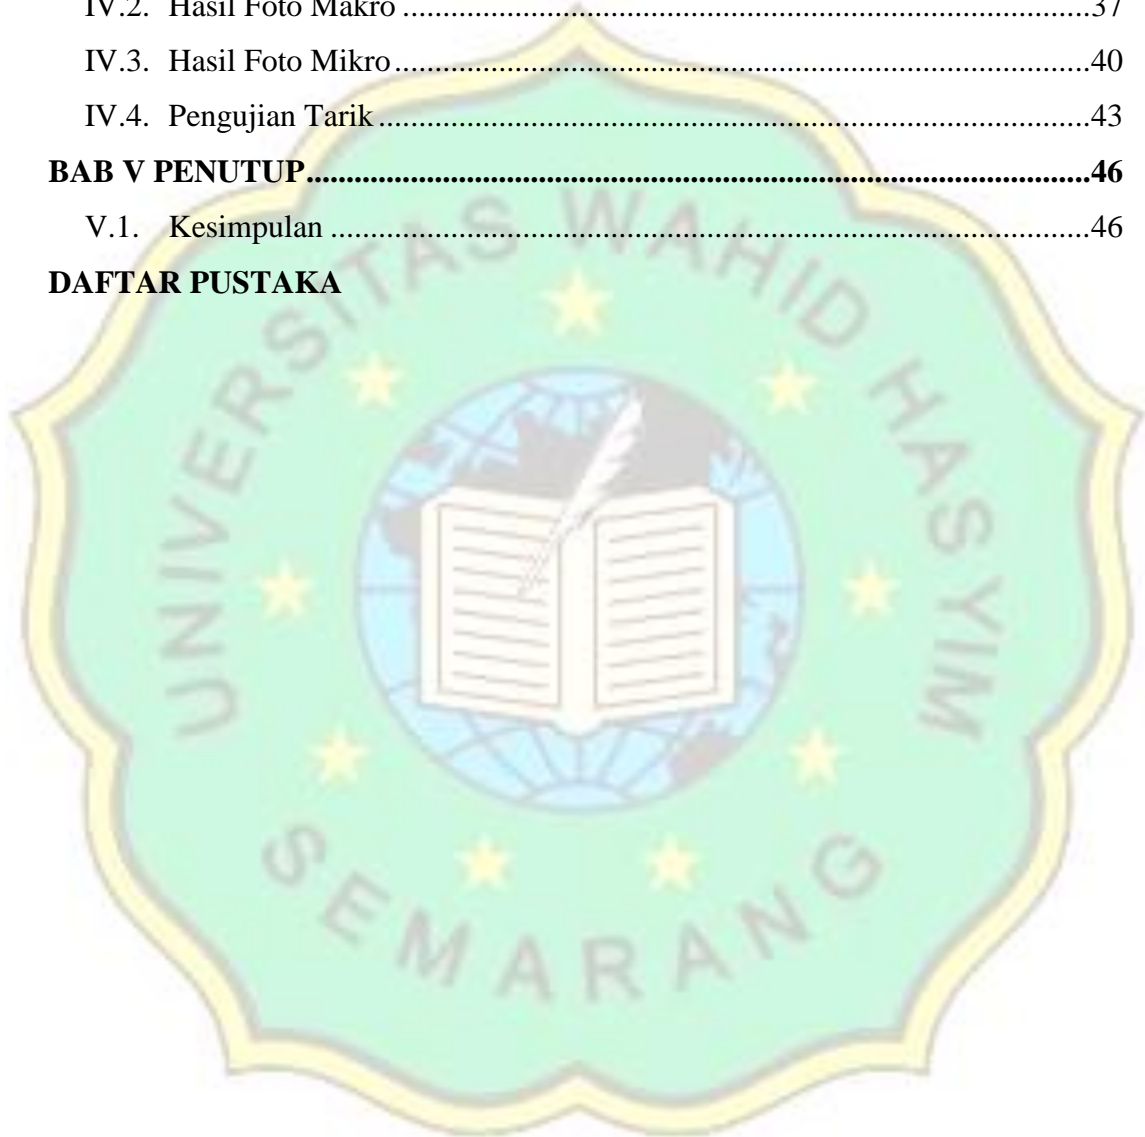 IV.2. Hasil Foto Makro ....................................................................................37
IV.3. Hasil Foto Mikro .....................................................................................40
IV.4. Pengujian Tarik .......................................................................................43
BAB V PENUTUP................................................................................................46
V.1. Kesimpulan .............................................................................................46
DAFTAR PUSTAKA
UNIVERSITAS WAHID HASYIM
SEMARANG